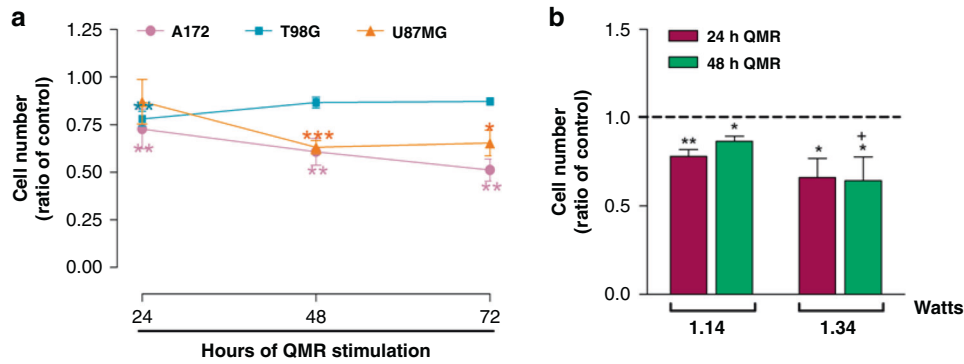 a
A172 T98G U87MG
1.25
1.00
0.75
0.50
0.25
0.00
Cell number
(ratio of control)
**
**
***
**
*
**
24 48 72
Hours of QMR stimulation
b
24 h QMR
48 h QMR
1.5
1.0
0.5
0.0
Cell number
(ratio of control)
**
*
*
+
*
1.14 1.34
Watts